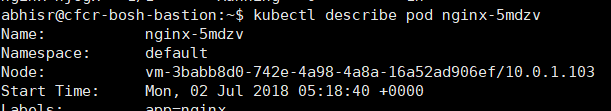 abhisr@cfcr-bosh-bastion:~$ kubectl describe pod nginx-5mdzv
Name: nginx-5mdzv
Namespace: default
Node: vm-3babb8d0-742e-4a98-4a8a-16a52ad906ef/10.0.1.103
Start Time: Mon, 02 Jul 2018 05:18:40 +0000
Labels: app=nginx